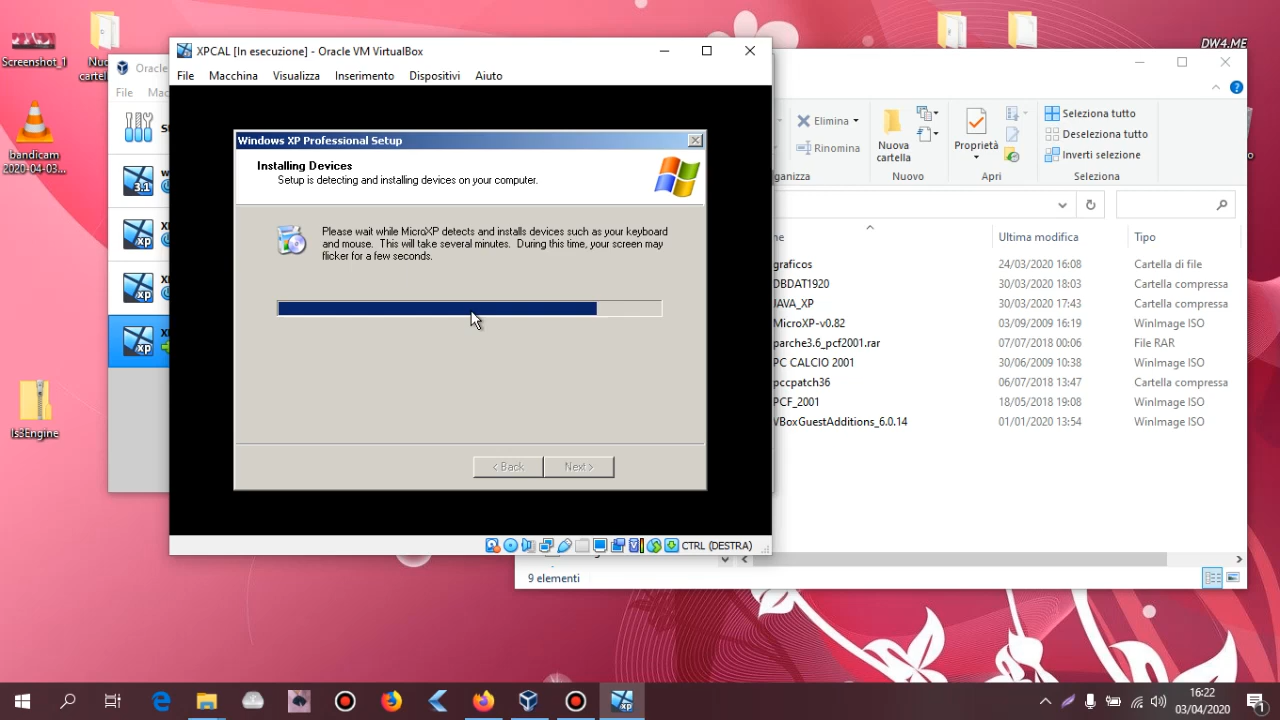 Screenshot_1
bandicam
2020-04-03...
ls3Engine
DW4.ME
Oracle
File
XPCAL [In esecuzione] - Oracle VM VirtualBox
File Macchina Visualizza Inserimento Dispositivi Aiuto
Windows XP Professional Setup
Installing Devices
Setup is detecting and installing devices on your computer.
Please wait while MicroXP detects and installs devices such as your keyboard
and mouse. This will take several minutes. During this time, your screen may
flicker for a few seconds.
< Back Next >
CTRL (DESTRA)
3.1
xp
xp
xp
Elimina
Rinomina
Nuova
cartella
Nuovo
Proprietà
Apri
Seleziona tutto
Deseleziona tutto
Inverti selezione
Seleziona
Ultima modifica Tipo
graficos 24/03/2020 16:08 Cartella di file
DBDAT1920 30/03/2020 18:03 Cartella compressa
JAVA_XP 30/03/2020 17:43 Cartella compressa
MicroXP-v0.82 03/09/2009 16:19 WinImage ISO
parche3.6_pcf2001.rar 07/07/2018 00:06 File RAR
PC CALCIO 2001 30/06/2009 10:38 WinImage ISO
pccpatch36 06/07/2018 13:47 Cartella compressa
PCF_2001 18/05/2018 19:08 WinImage ISO
VBoxGuestAdditions_6.0.14 01/01/2020 13:54 WinImage ISO
9 elementi
16:22
03/04/2020
1